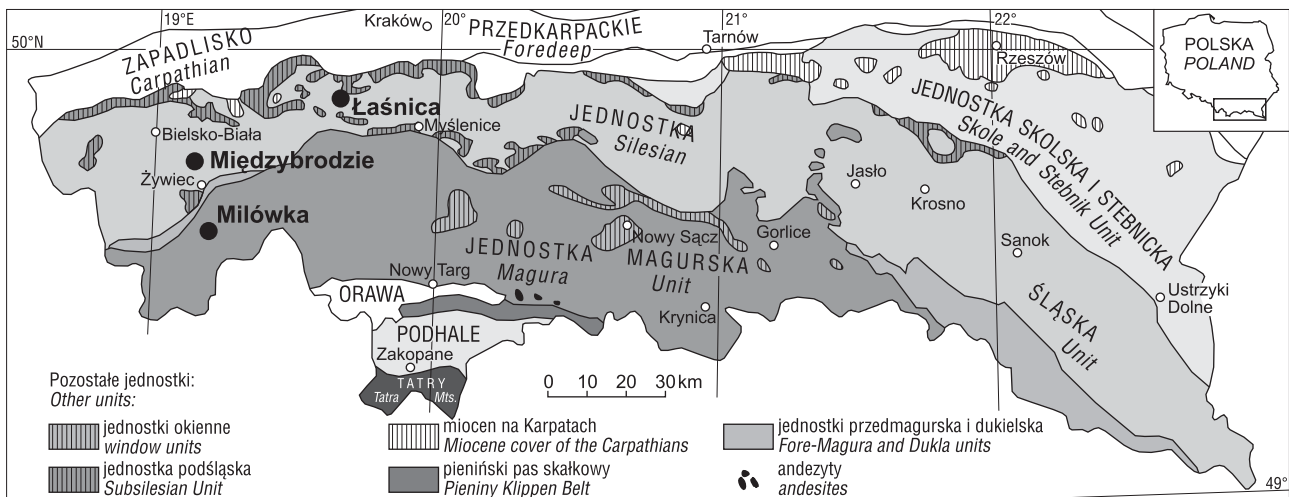 19°E
20°
21°
22°
50°N
Kraków
ZAPADLISKO
Carpathian
PRZEDKARPACKIE
Foredeep
Tarnów
Rzeszów
POLSKA
POLAND
Łaśnica
Myślenice
Bielsko-Biała
Międzybrodzie
Żywiec
Milówka
JEDNOSTKA
Silesian
JEDNOSTKA SKOLSKA I STEBNICKA
Skole and Stebnik Unit
Jasło
Krosno
Sanok
Ustrzyki
Dolne
ŚLĄSKA
Unit
JEDNOSTKA
Magura
Nowy Sącz
MAGURSKA
Unit
Gorlice
Krynica
Nowy Targ
ORAWA
PODHALE
Zakopane
TATRY
Tatra Mts.
0 10 20 30 km
49°
Pozostałe jednostki:
Other units:
jednostki okienne
window units
jednostka podśląska
Subsilesian Unit
miocen na Karpatach
Miocene cover of the Carpathians
pieniński pas skałkowy
Pieniny Klippen Belt
jednostki przedmagurska i dukielska
Fore-Magura and Dukla units
andezyty
andesites